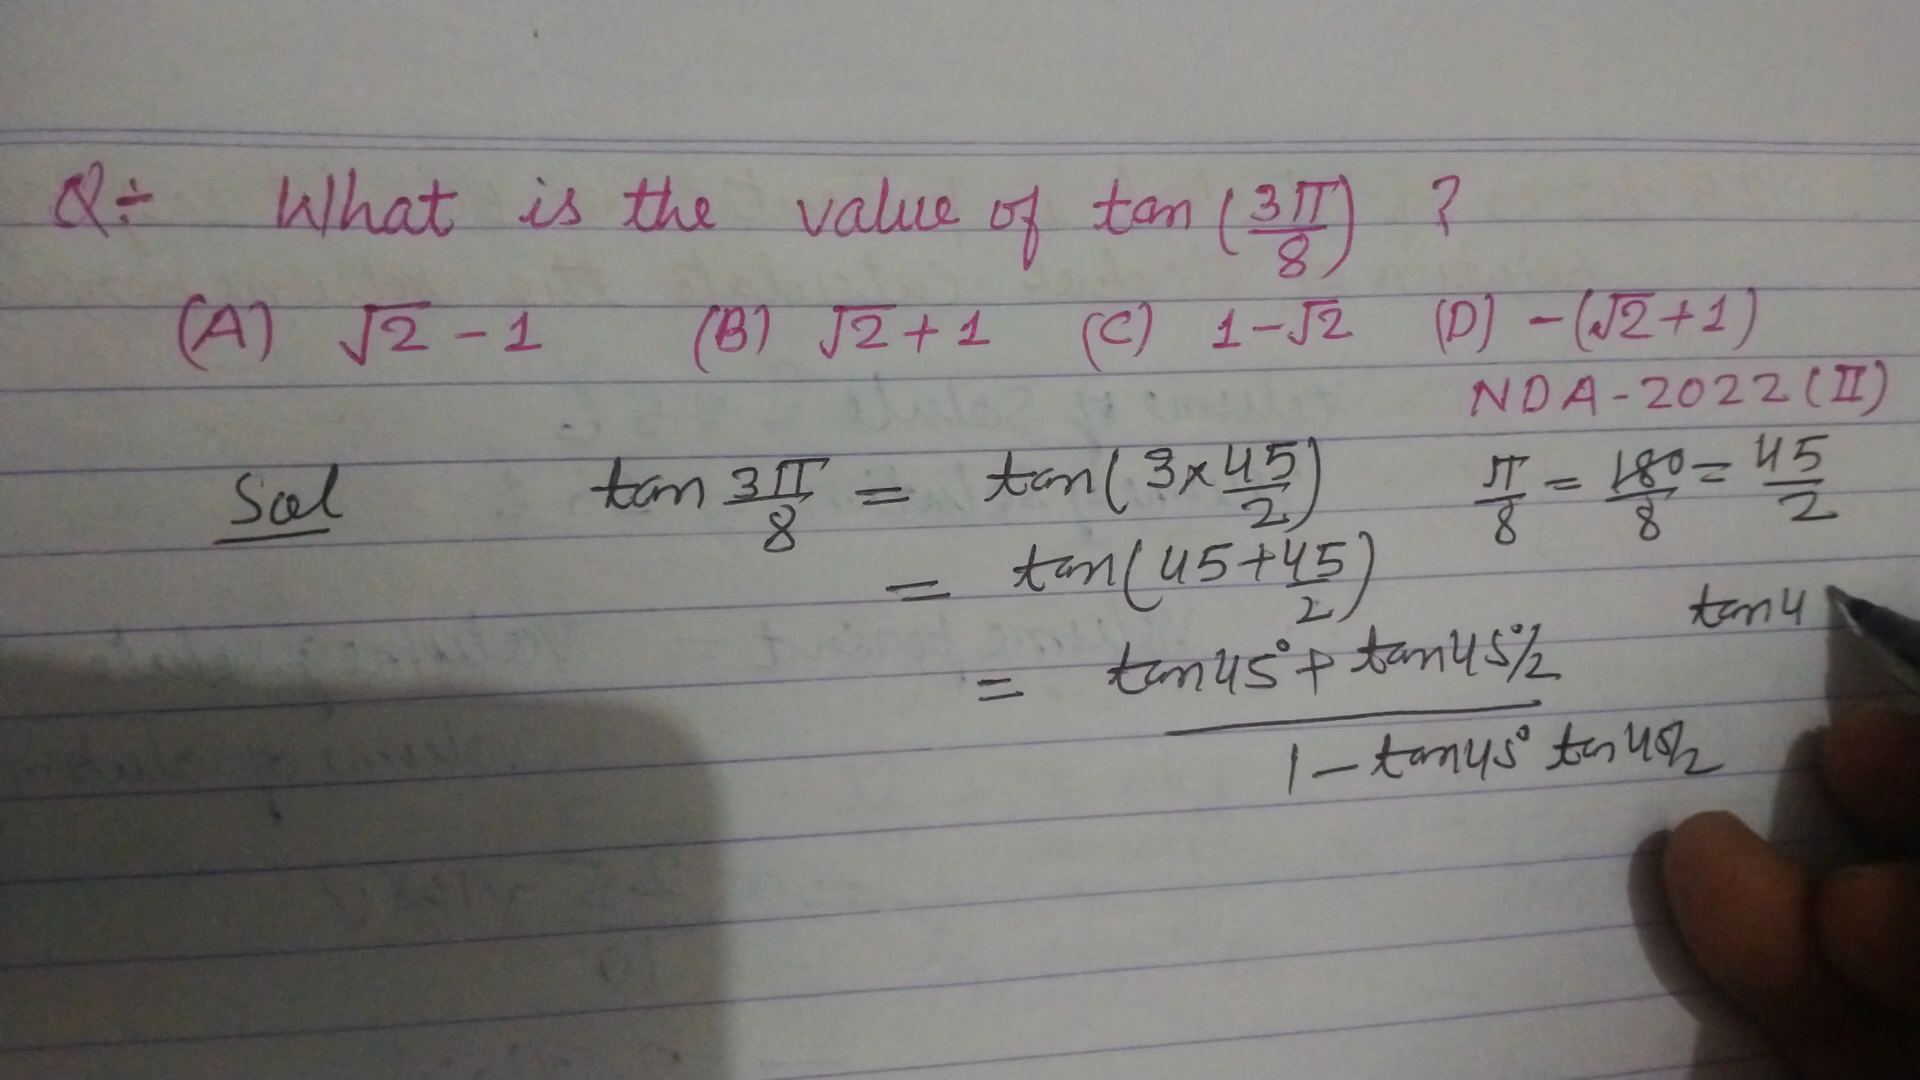 Q÷ What is the value of tan (3π/8) ?
(A) √2 - 1 (B) √2 + 1 (C) 1-√2 (D) -(√2+1)
NDA-2022 (II)
Sol tan 3π/8 = tan(3×45/2) π/8 = 180/8 = 45/2
= tan(45+45/2)
tan4
= tan45° + tan45°/2
1 - tan45° tan45/2